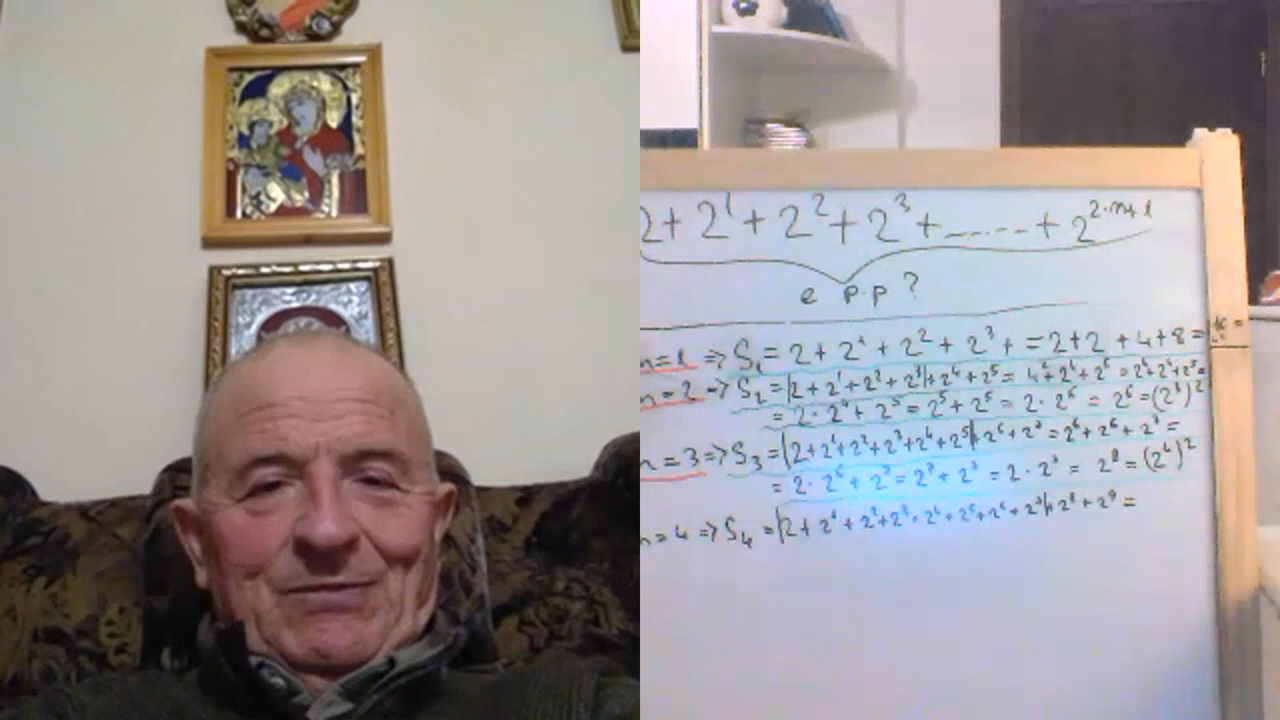 2 + 2¹ + 2² + 2³ + ..... + 2²·ⁿ⁺¹
e p.p ?
n=1 => S₁ = 2 + 2¹ + 2² + 2³ + = 2+2 + 4+8 = 16 =
n=2 -> S₂ = |2 + 2¹ + 2² + 2³| + 2⁴ + 2⁵ = 4² + 2⁴ + 2⁵ = 2⁴ + 2⁴ + 2⁵ =
= 2 · 2⁴ + 2⁵ = 2⁵ + 2⁵ = 2 · 2⁵ = 2⁶ = (2³)²
n = 3 => S₃ = |2 + 2¹ + 2² + 2³ + 2⁴ + 2⁵| + 2⁶ + 2⁷ = 2⁶ + 2⁶ + 2⁷ =
= 2 · 2⁶ + 2⁷ = 2⁷ + 2⁷ = 2 · 2⁷ = 2⁸ = (2⁴)²
n = 4 => S₄ = |2 + 2¹ + 2² + 2³ + 2⁴ + 2⁵ + 2⁶ + 2⁷| + 2⁸ + 2⁹ =